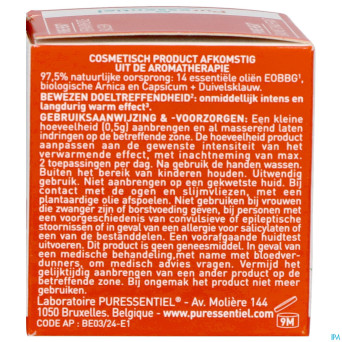 COSMETISCH PRODUCT AFKOMSTIG
UIT DE AROMATHERAPIE
97,5% natuurlijke oorsprong: 14 essentiële oliën EOBBG¹,
biologische Arnica en Capsicum + Duivelsklauw.
BEWEZEN DOELTREFFENDHEID²: onmiddellijk intens en
langdurig warm effect³.
GEBRUIKSAANWIJZING & -VOORZORGEN: Een kleine
hoeveelheid (0,5g) aanbrengen en al masserend laten
indringen op de betreffende zone. De hoeveelheid product
aanpassen aan de gewenste intensiteit van het
verwarmende effect, met inachtneming van max.
2 toepassingen per dag. Na gebruik de handen wassen.
Buiten het bereik van kinderen houden. Uitwendig
gebruik. Niet aanbrengen op een gekwetste huid. Bij
contact met de ogen en slijmvliezen, met een
plantaardige olie afspoelen. Niet gebruiken bij vrouwen
die zwanger zijn of borstvoeding geven, bij personen met
een voorgeschiedenis van convulsieve of epileptische
stoornissen of in geval van een allergie voor salicylaten of
een van de bestanddelen. Een voorafgaande huidtest
uitvoeren. Dit product is geen geneesmiddel. In geval van
een medische behandeling,met name met bloedver-
dunners, om medisch advies vragen. Vermijd het
gelijktijdig aanbrengen van een ander product op de
betreffende zone. Bij ongemak het gebruik stopzetten.
Laboratoire PURESSENTIEL® - Av. Molière 144
1050 Bruxelles, Belgique - www.puressentiel.com
CODE AP : BE03/24-E1
9M